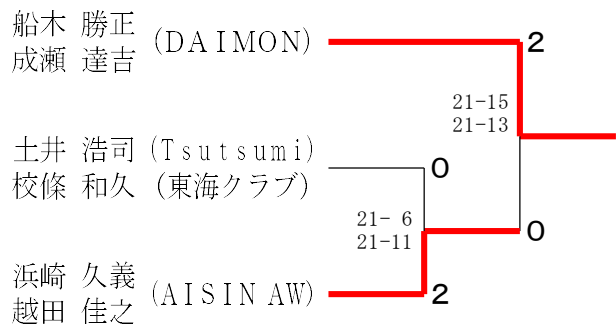 船木 勝正
成瀬 達吉
(DAIMON)
2
21-15
21-13
土井 浩司 (Tsutsumi)
校條 和久 (東海クラブ)
0
21- 6
21-11
0
浜崎 久義
越田 佳之
(AISIN AW)
2